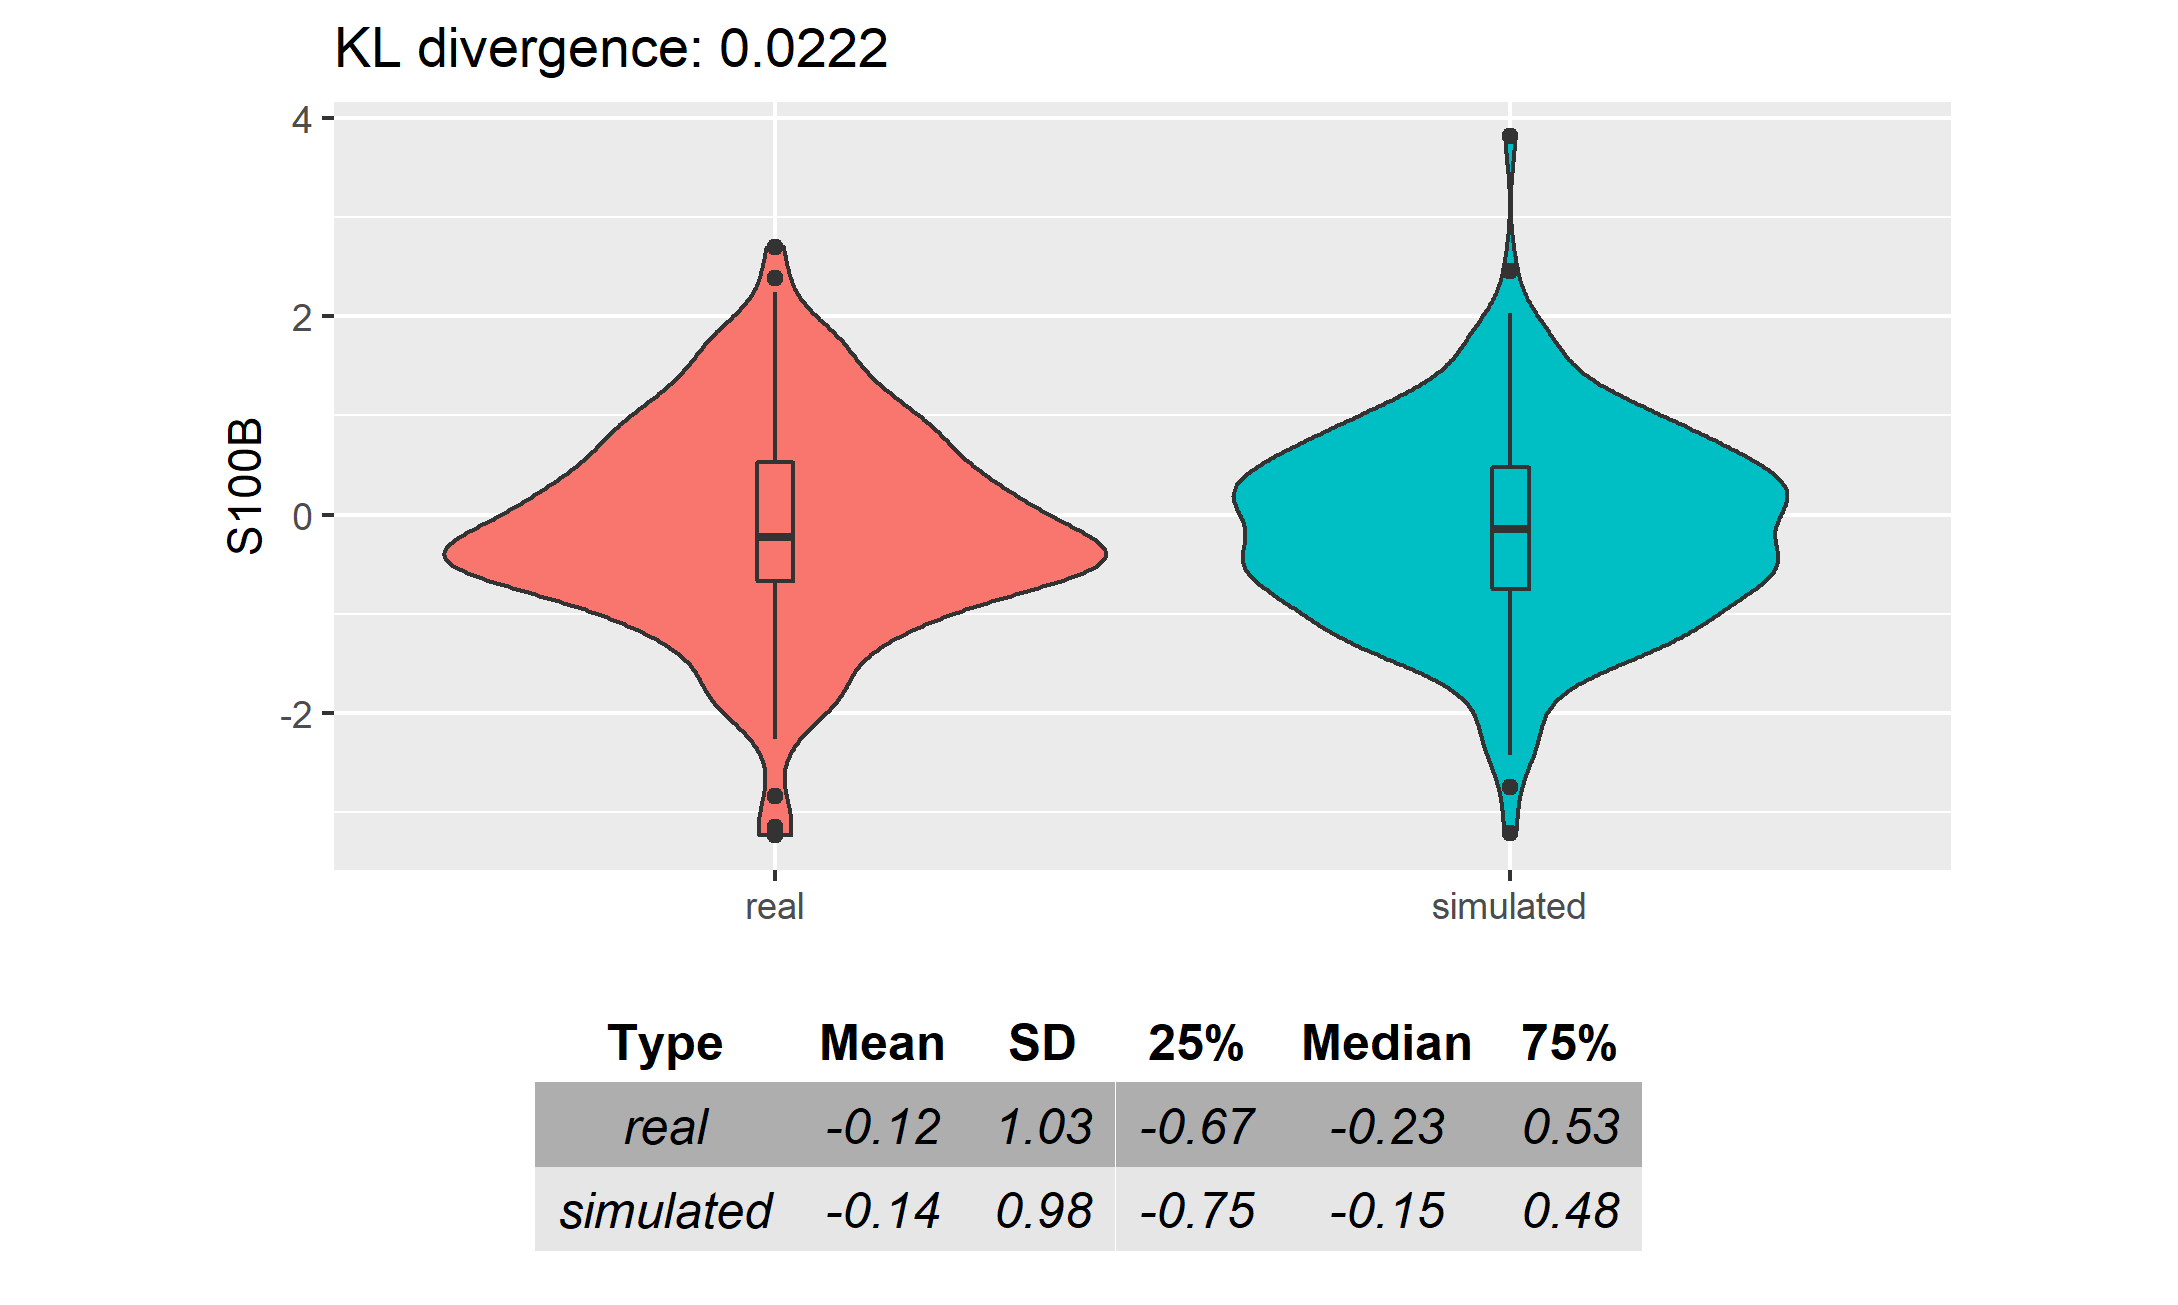 KL divergence: 0.0222
4
2
0
-2
S100B
real simulated
Type Mean SD 25% Median 75%
real -0.12 1.03 -0.67 -0.23 0.53
simulated -0.14 0.98 -0.75 -0.15 0.48